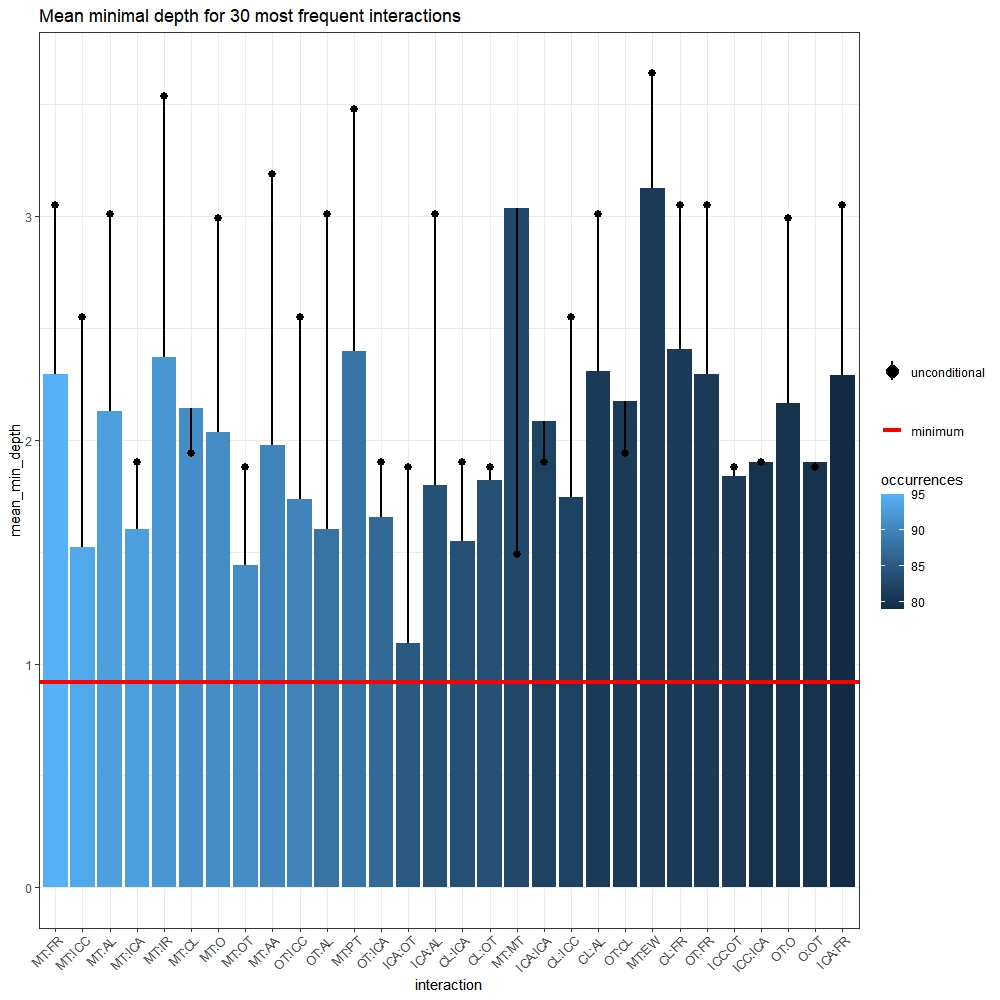 Mean minimal depth for 30 most frequent interactions
mean_min_depth
3
2
1
0
MT:FR
MT:ICC
MT:AL
MT:ICA
MT:IR
MT:CL
MT:O
MT:OT
MT:AA
OT:ICC
OT:AL
MT:PT
OT:ICA
ICA:OT
ICA:AL
CL:ICA
CL:OT
MT:MT
ICA:ICA
CL:ICC
CL:AL
OT:CL
MT:EW
CL:FR
OT:FR
ICC:OT
ICC:ICA
OT:O
O:OT
ICA:FR
interaction
unconditional
minimum
occurrences
95
90
85
80